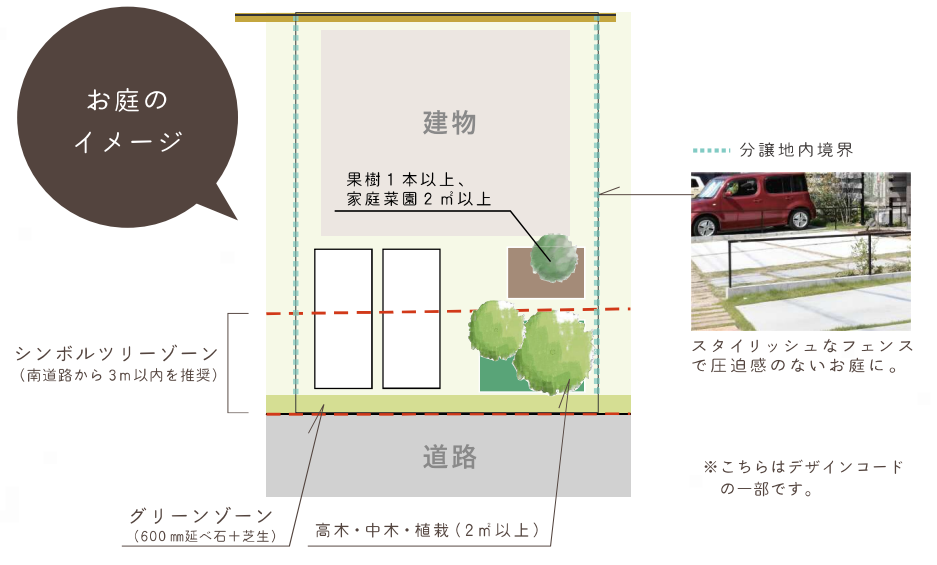 お庭の
イメージ
建物
果樹1本以上、
家庭菜園2㎡以上
分譲地内境界
スタイリッシュなフェンス
で圧迫感のないお庭に。
シンボルツリーゾーン
（南道路から3m以内を推奨）
道路
グリーンゾーン
（600㎜延べ石＋芝生）
高木・中木・植栽（2㎡以上）
※こちらはデザインコード
の一部です。